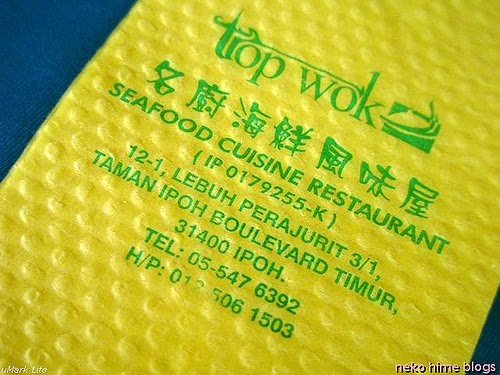 top wok
名廚海鮮風味屋
SEAFOOD CUISINE RESTAURANT
( IP 0179255-K )
12-1, LEBUH PERAJURIT 3/1,
TAMAN IPOH BOULEVARD TIMUR,
31400 IPOH.
TEL: 05-547 6392
H/P: 012 506 1503
uMark Lite
neko hime blogs